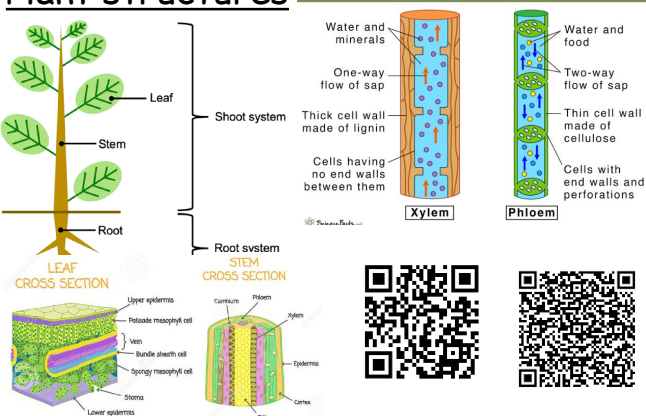 Plant structures
Leaf
Stem
Root
Shoot system
Root system
Water and
minerals
One-way
flow of sap
Thick cell wall
made of lignin
Cells having
no end walls
between them
Xylem
Water and
food
Two-way
flow of sap
Thin cell wall
made of
cellulose
Cells with
end walls and
perforations
Phloem
LEAF
CROSS SECTION
Upper epidermis
Palisade mesophyll cell
Vein
Bundle sheath cell
Spongy mesophyll cell
Stoma
Lower epidermis
STEM
CROSS SECTION
Cambium
Phloem
Xylem
Epidermis
Cortex